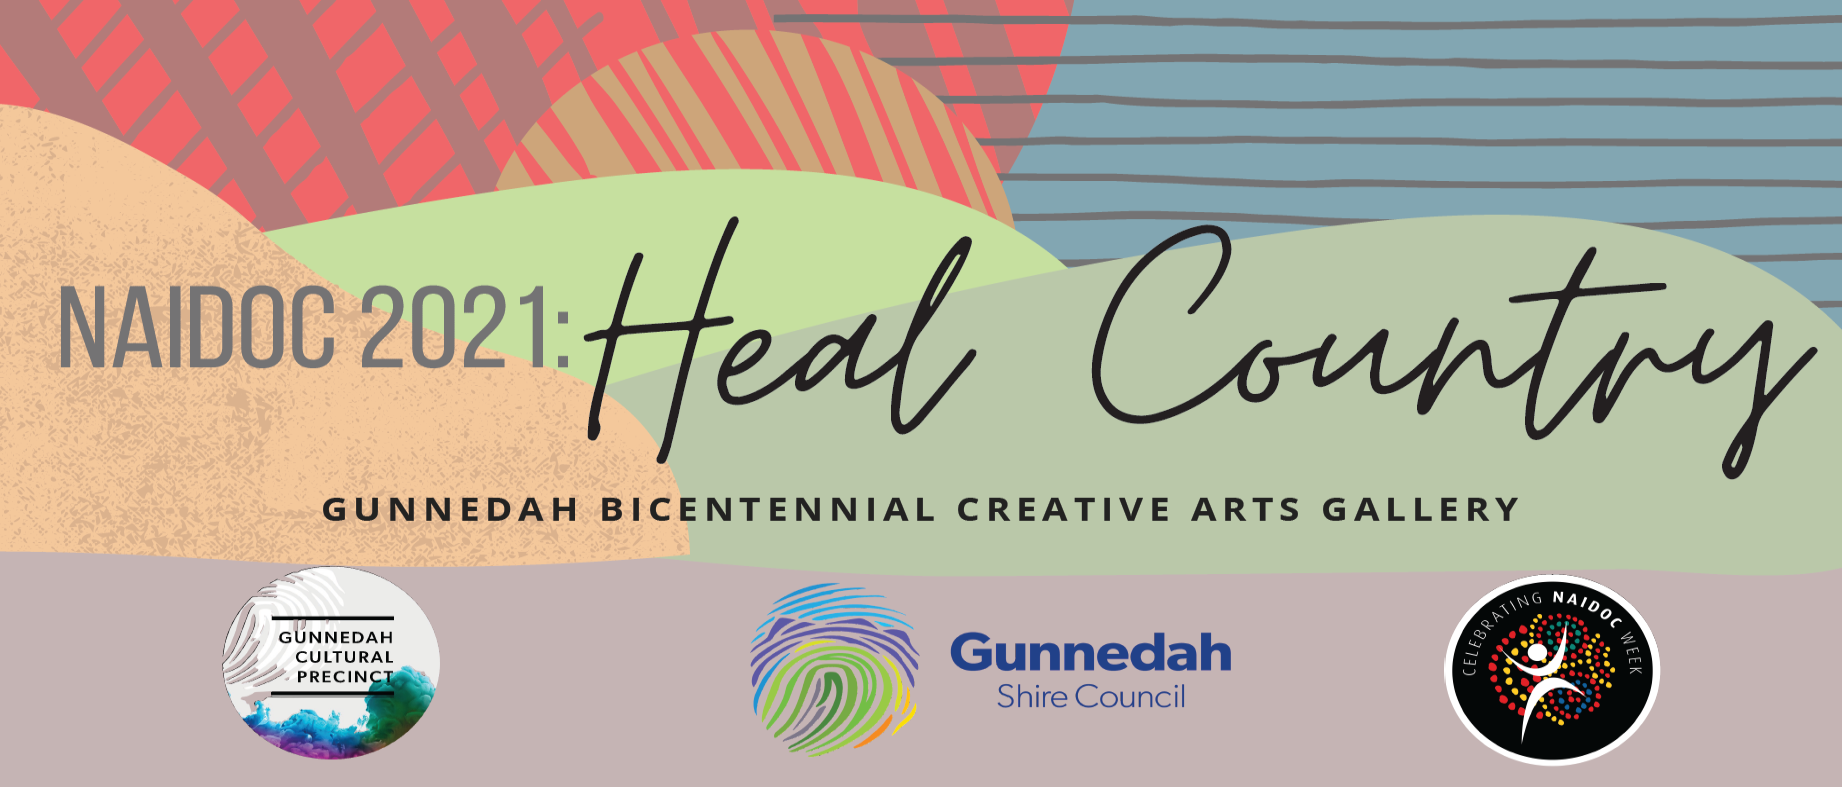 NAIDOC 2021: Heal Country
GUNNEDAH BICENTENNIAL CREATIVE ARTS GALLERY
GUNNEDAH
CULTURAL
PRECINCT
Gunnedah
Shire Council
CELEBRATING NAIDOC WEEK